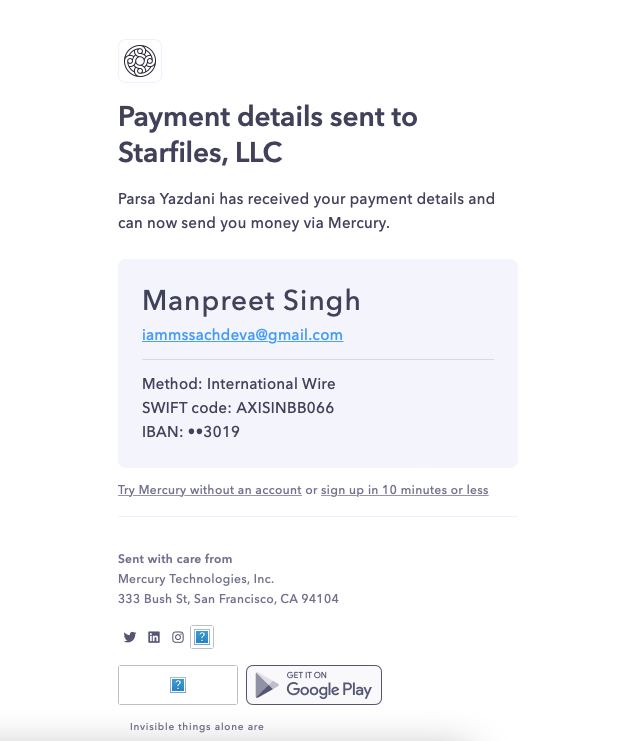 Payment details sent to
Starfiles, LLC
Parsa Yazdani has received your payment details and
can now send you money via Mercury.
Manpreet Singh
iammssachdeva@gmail.com
Method: International Wire
SWIFT code: AXISINBB066
IBAN: ••3019
Try Mercury without an account or sign up in 10 minutes or less
Sent with care from
Mercury Technologies, Inc.
333 Bush St, San Francisco, CA 94104
GET IT ON
Google Play
Invisible things alone are